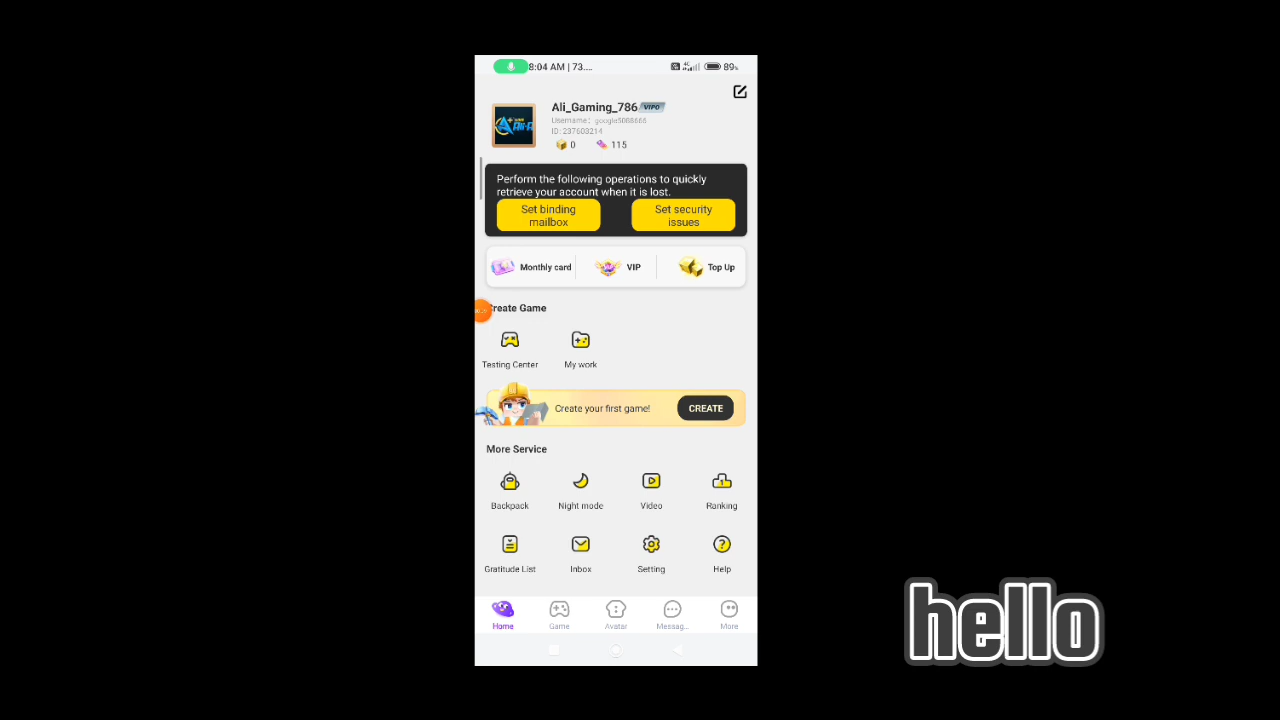 8:04 AM | 73....
4G
89%
Ali_Gaming_786 VIP0
Username: google5088666
ID: 237603214
0 115
Perform the following operations to quickly
retrieve your account when it is lost.
Set binding
mailbox
Set security
issues
Monthly card VIP Top Up
Create Game
Testing Center My work
Create your first game! CREATE
More Service
Backpack Night mode Video Ranking
Gratitude List Inbox Setting Help
Home Game Avatar Messag... More
hello